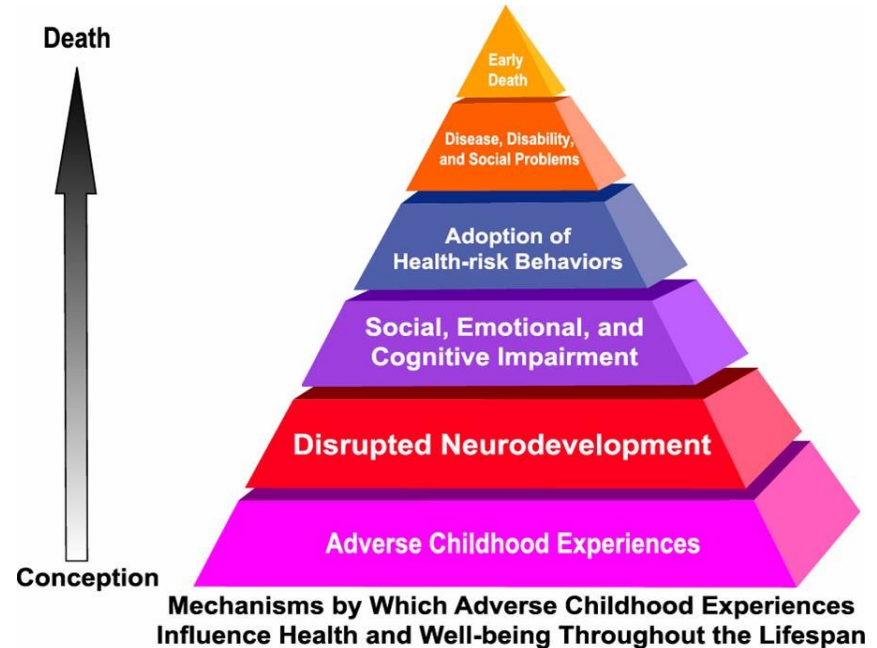 Death
Early
Death
Disease, Disability,
and Social Problems
Adoption of
Health-risk Behaviors
Social, Emotional, and
Cognitive Impairment
Disrupted Neurodevelopment
Adverse Childhood Experiences
Conception
Mechanisms by Which Adverse Childhood Experiences
Influence Health and Well-being Throughout the Lifespan